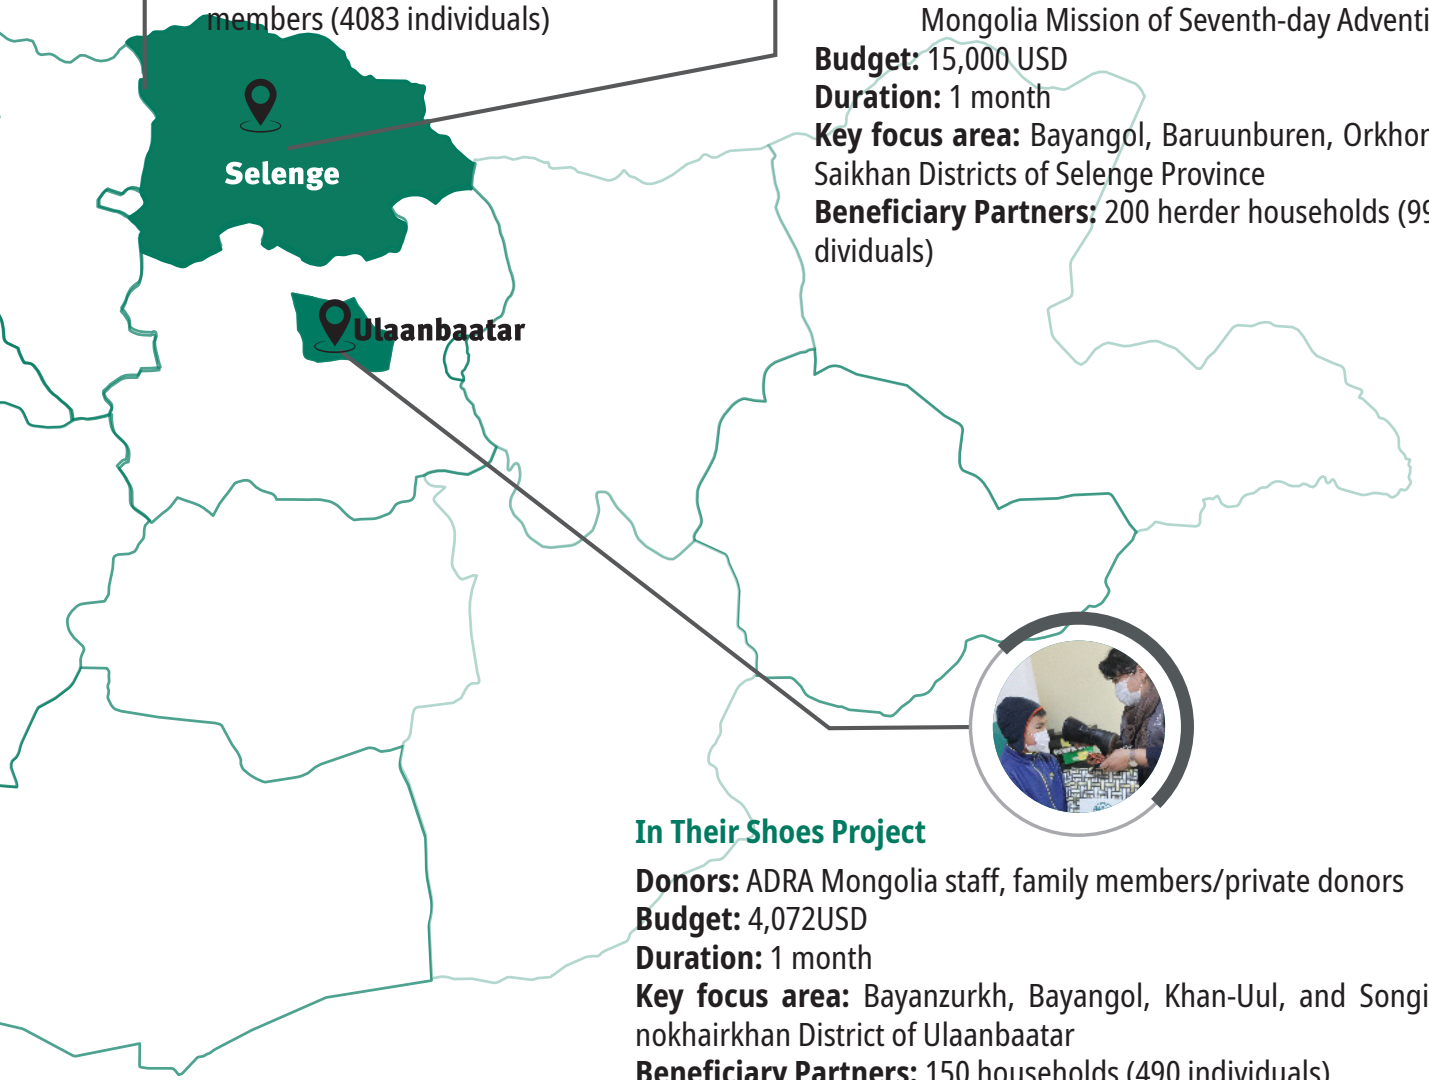 members (4083 individuals)
Mongolia Mission of Seventh-day Adventi
Budget: 15,000 USD
Duration: 1 month
Key focus area: Bayangol, Baruunburen, Orkhon
Saikhan Districts of Selenge Province
Beneficiary Partners: 200 herder households (99
dividuals)
Selenge
Ulaanbaatar
In Their Shoes Project
Donors: ADRA Mongolia staff, family members/private donors
Budget: 4,072USD
Duration: 1 month
Key focus area: Bayanzurkh, Bayangol, Khan-Uul, and Songi
nokhairkhan District of Ulaanbaatar
Beneficiary Partners: 150 households (490 individuals)